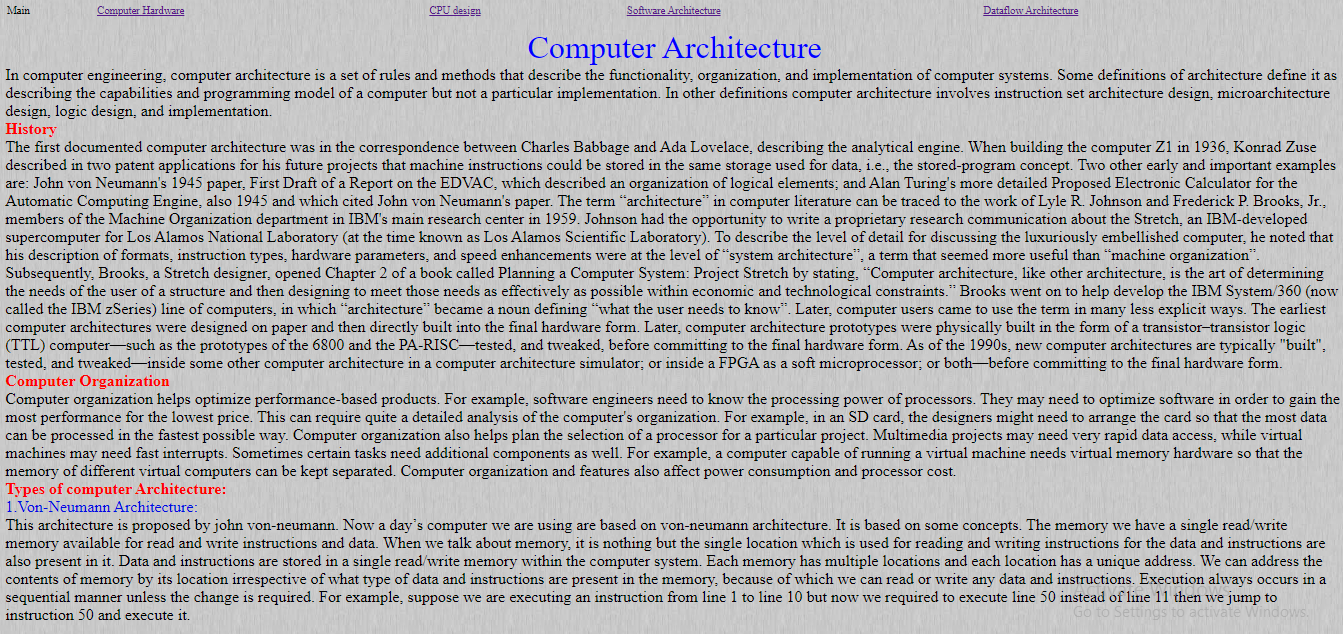 Main Computer Hardware CPU design Software Architecture Dataflow Architecture
Computer Architecture
In computer engineering, computer architecture is a set of rules and methods that describe the functionality, organization, and implementation of computer systems. Some definitions of architecture define it as
describing the capabilities and programming model of a computer but not a particular implementation. In other definitions computer architecture involves instruction set architecture design, microarchitecture
design, logic design, and implementation.
History
The first documented computer architecture was in the correspondence between Charles Babbage and Ada Lovelace, describing the analytical engine. When building the computer Z1 in 1936, Konrad Zuse
described in two patent applications for his future projects that machine instructions could be stored in the same storage used for data, i.e., the stored-program concept. Two other early and important examples
are: John von Neumann's 1945 paper, First Draft of a Report on the EDVAC, which described an organization of logical elements; and Alan Turing's more detailed Proposed Electronic Calculator for the
Automatic Computing Engine, also 1945 and which cited John von Neumann's paper. The term “architecture” in computer literature can be traced to the work of Lyle R. Johnson and Frederick P. Brooks, Jr.,
members of the Machine Organization department in IBM's main research center in 1959. Johnson had the opportunity to write a proprietary research communication about the Stretch, an IBM-developed
supercomputer for Los Alamos National Laboratory (at the time known as Los Alamos Scientific Laboratory). To describe the level of detail for discussing the luxuriously embellished computer, he noted that
his description of formats, instruction types, hardware parameters, and speed enhancements were at the level of “system architecture”, a term that seemed more useful than “machine organization”.
Subsequently, Brooks, a Stretch designer, opened Chapter 2 of a book called Planning a Computer System: Project Stretch by stating, “Computer architecture, like other architecture, is the art of determining
the needs of the user of a structure and then designing to meet those needs as effectively as possible within economic and technological constraints.” Brooks went on to help develop the IBM System/360 (now
called the IBM zSeries) line of computers, in which “architecture” became a noun defining “what the user needs to know”. Later, computer users came to use the term in many less explicit ways. The earliest
computer architectures were designed on paper and then directly built into the final hardware form. Later, computer architecture prototypes were physically built in the form of a transistor–transistor logic
(TTL) computer—such as the prototypes of the 6800 and the PA-RISC—tested, and tweaked, before committing to the final hardware form. As of the 1990s, new computer architectures are typically "built",
tested, and tweaked—inside some other computer architecture in a computer architecture simulator; or inside a FPGA as a soft microprocessor; or both—before committing to the final hardware form.
Computer Organization
Computer organization helps optimize performance-based products. For example, software engineers need to know the processing power of processors. They may need to optimize software in order to gain the
most performance for the lowest price. This can require quite a detailed analysis of the computer's organization. For example, in an SD card, the designers might need to arrange the card so that the most data
can be processed in the fastest possible way. Computer organization also helps plan the selection of a processor for a particular project. Multimedia projects may need very rapid data access, while virtual
machines may need fast interrupts. Sometimes certain tasks need additional components as well. For example, a computer capable of running a virtual machine needs virtual memory hardware so that the
memory of different virtual computers can be kept separated. Computer organization and features also affect power consumption and processor cost.
Types of computer Architecture:
1.Von-Neumann Architecture:
This architecture is proposed by john von-neumann. Now a day’s computer we are using are based on von-neumann architecture. It is based on some concepts. The memory we have a single read/write
memory available for read and write instructions and data. When we talk about memory, it is nothing but the single location which is used for reading and writing instructions for the data and instructions are
also present in it. Data and instructions are stored in a single read/write memory within the computer system. Each memory has multiple locations and each location has a unique address. We can address the
contents of memory by its location irrespective of what type of data and instructions are present in the memory, because of which we can read or write any data and instructions. Execution always occurs in a
sequential manner unless the change is required. For example, suppose we are executing an instruction from line 1 to line 10 but now we required to execute line 50 instead of line 11 then we jump to
instruction 50 and execute it.
Activate Windows
Go to Settings to activate Windows.